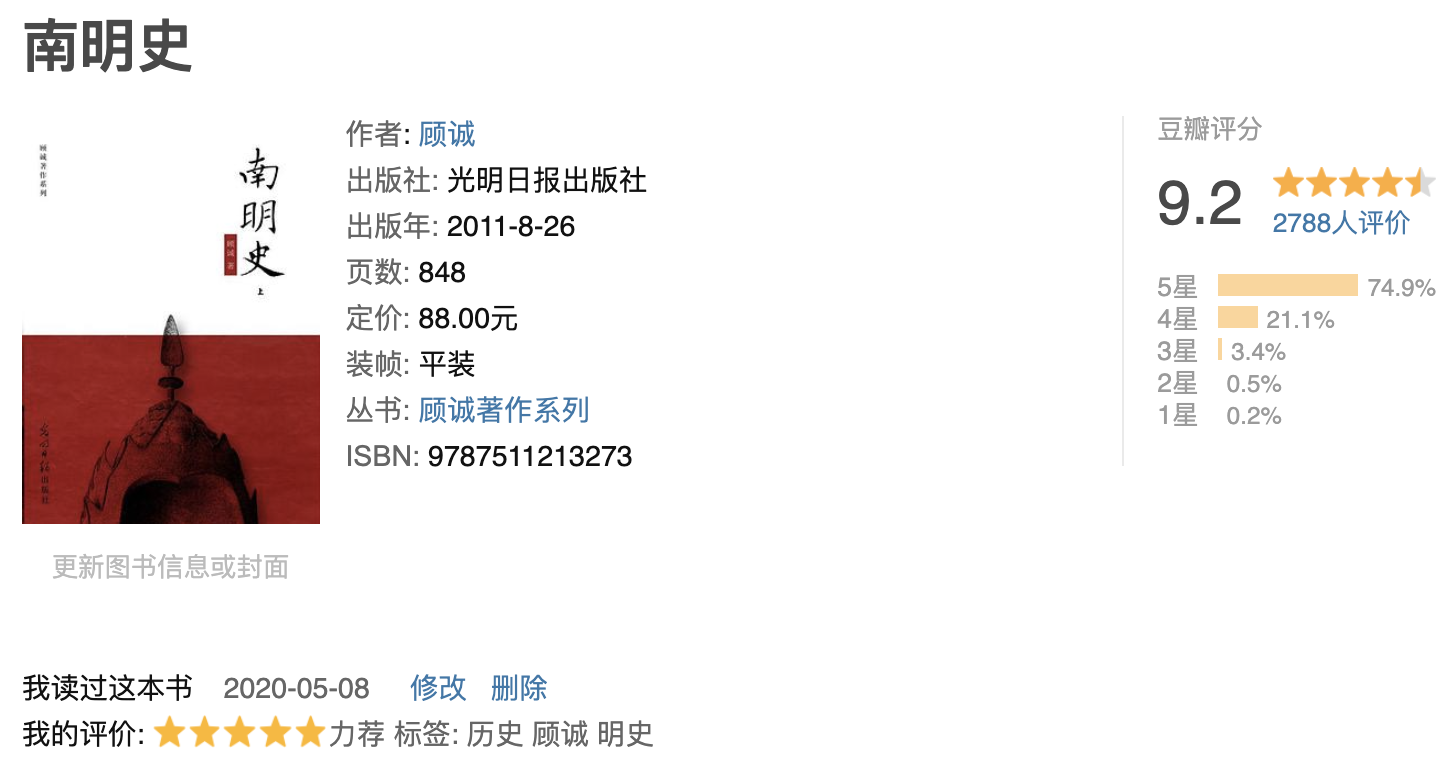 南明史
顾诚著作系列
南明史
顾诚 著
上
光明日报出版社
更新图书信息或封面
作者: 顾诚
出版社: 光明日报出版社
出版年: 2011-8-26
页数: 848
定价: 88.00元
装帧: 平装
丛书: 顾诚著作系列
ISBN: 9787511213273
豆瓣评分
9.2
2788人评价
5星 74.9%
4星 21.1%
3星 3.4%
2星 0.5%
1星 0.2%
我读过这本书 2020-05-08 修改 删除
我的评价: 力荐 标签: 历史 顾诚 明史